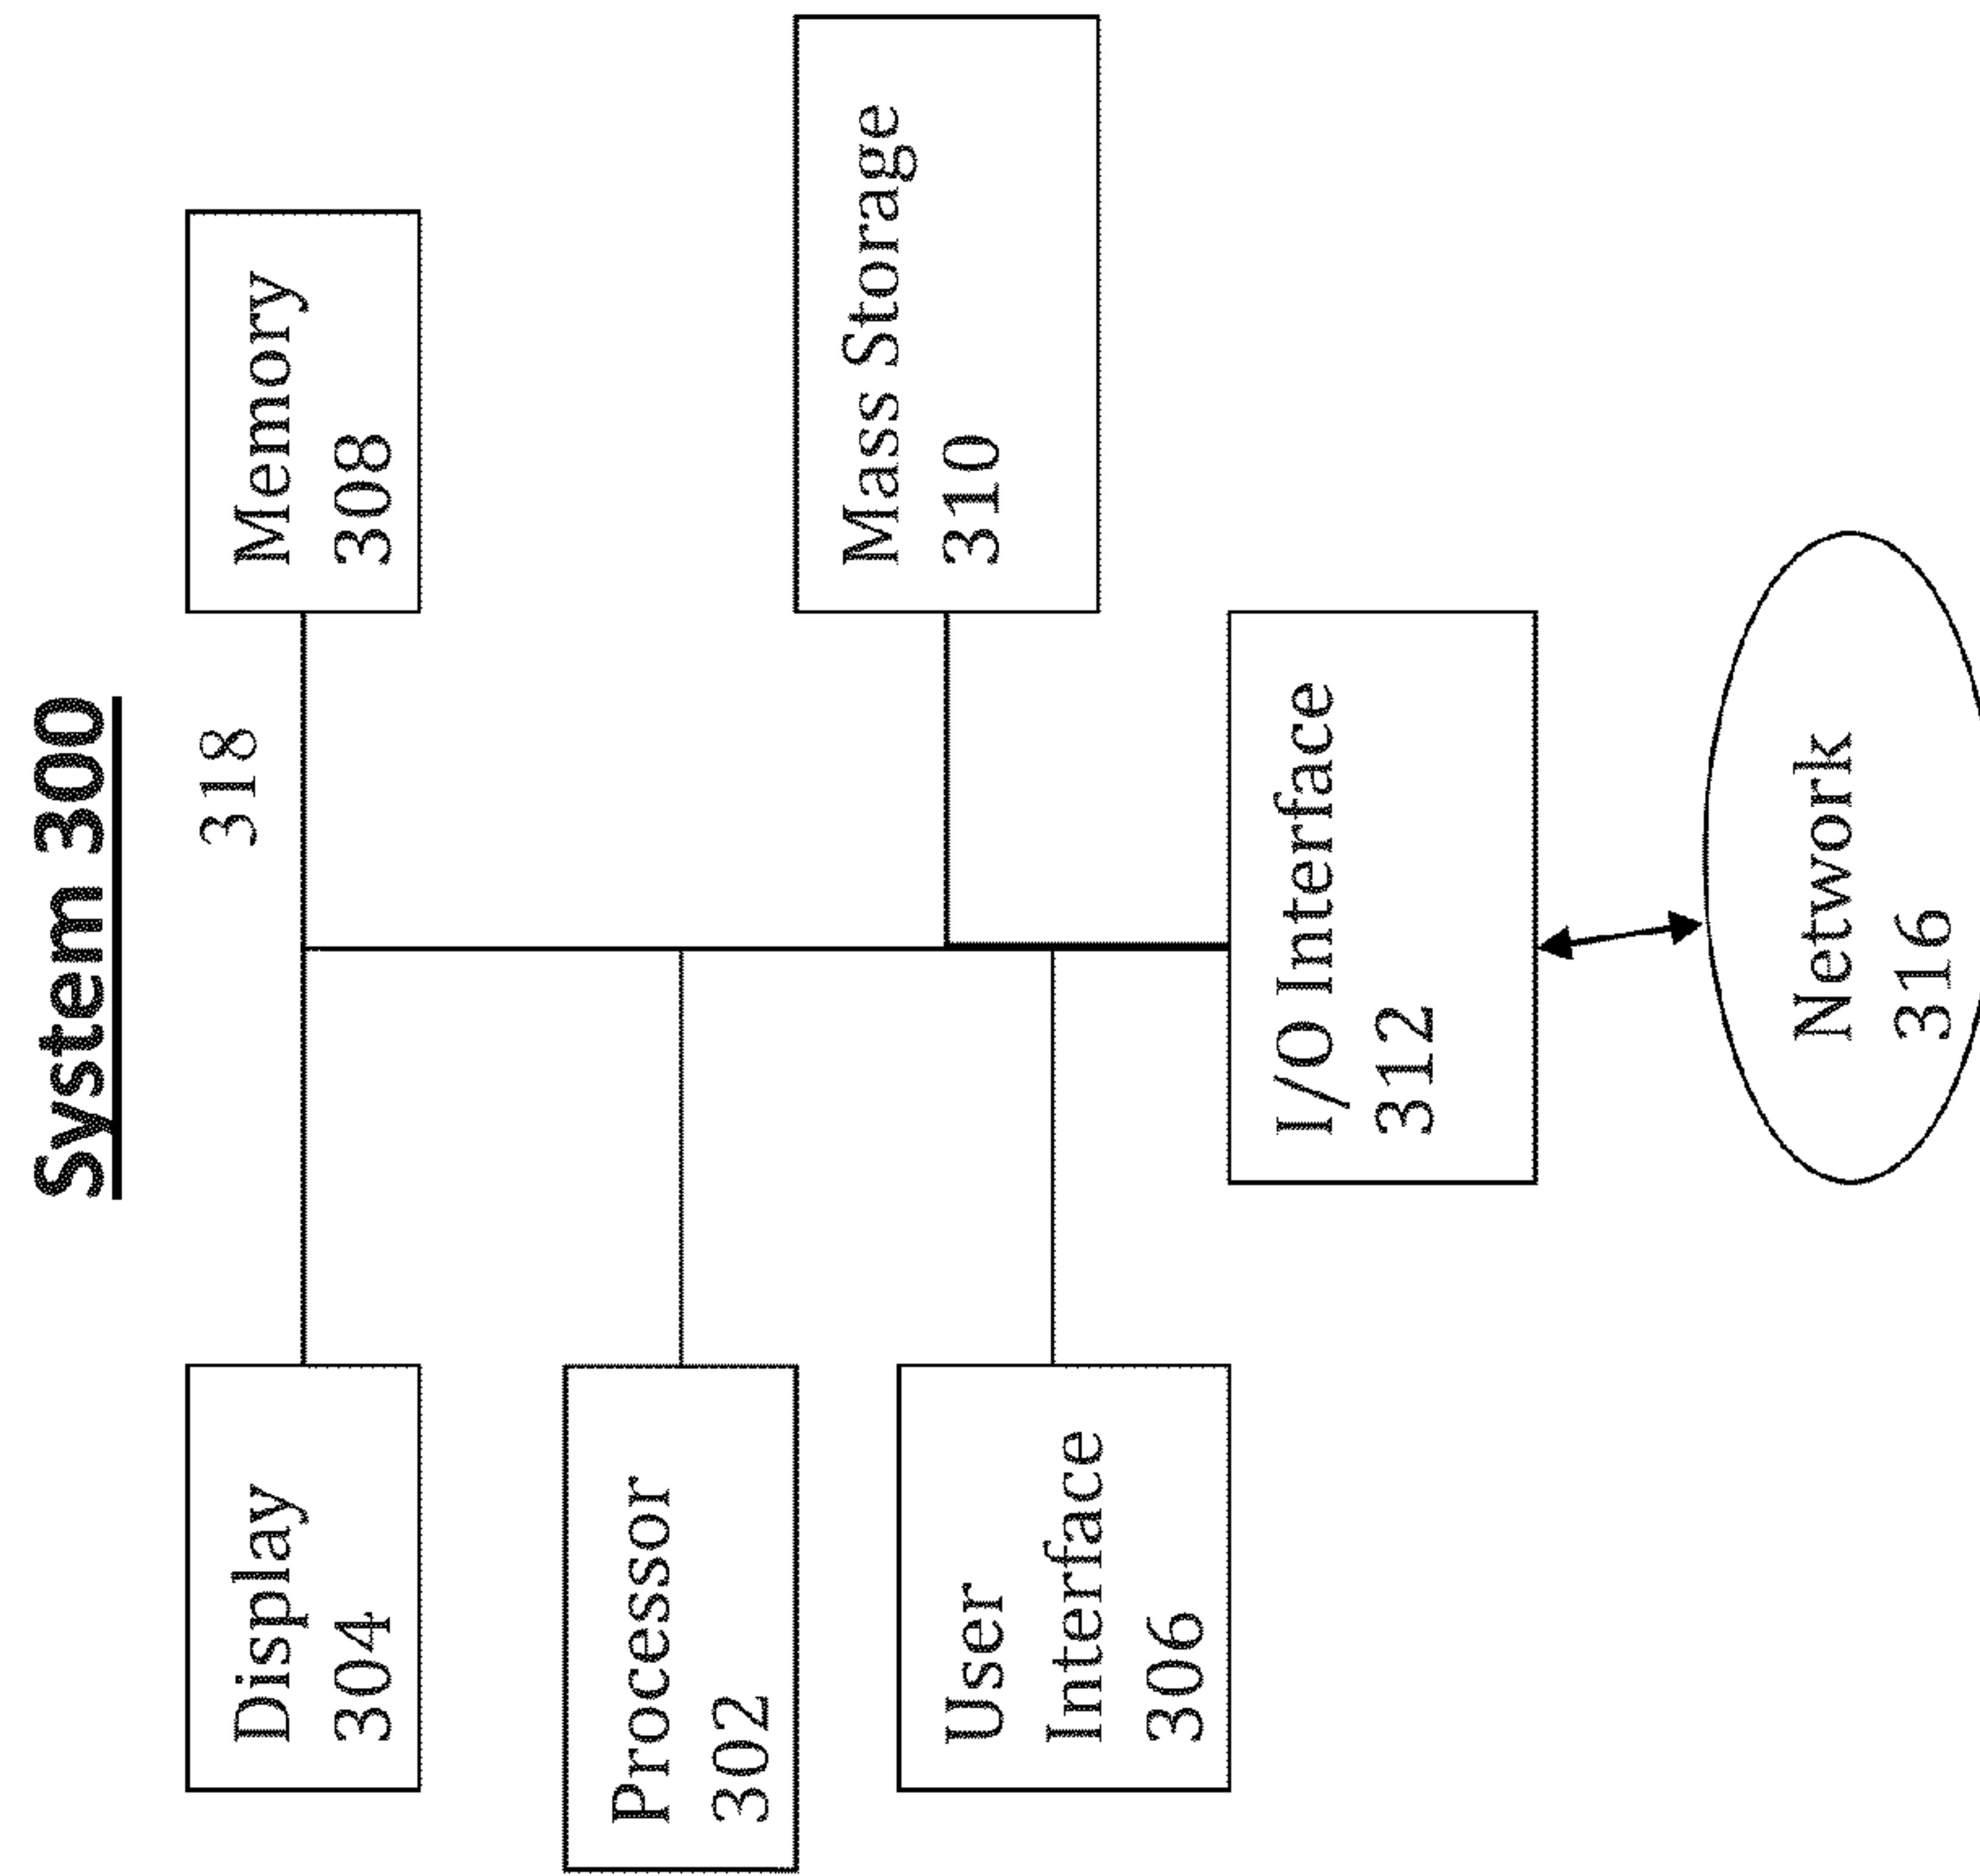 System 300
318
Display
304
Memory
308
Processor
302
User
Interface
306
Mass Storage
310
I/O Interface
312
Network
316